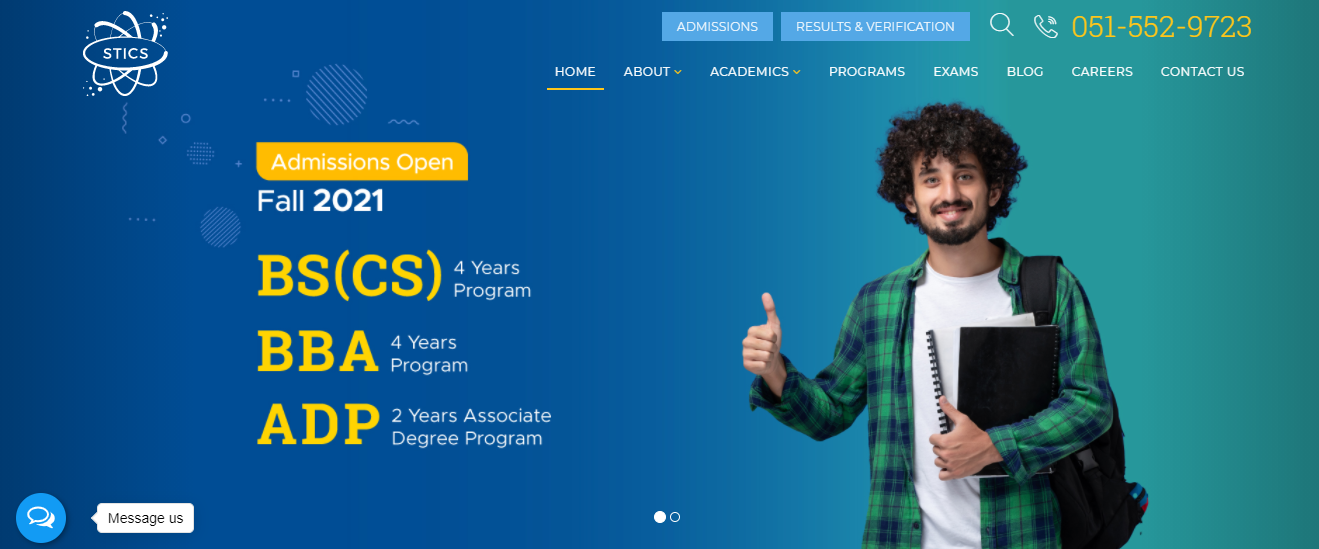 STICS
ADMISSIONS
RESULTS & VERIFICATION
051-552-9723
HOME
ABOUT
ACADEMICS
PROGRAMS
EXAMS
BLOG
CAREERS
CONTACT US
Admissions Open
Fall 2021
BS(CS)
4 Years
Program
BBA
4 Years
Program
ADP
2 Years Associate
Degree Program
Message us